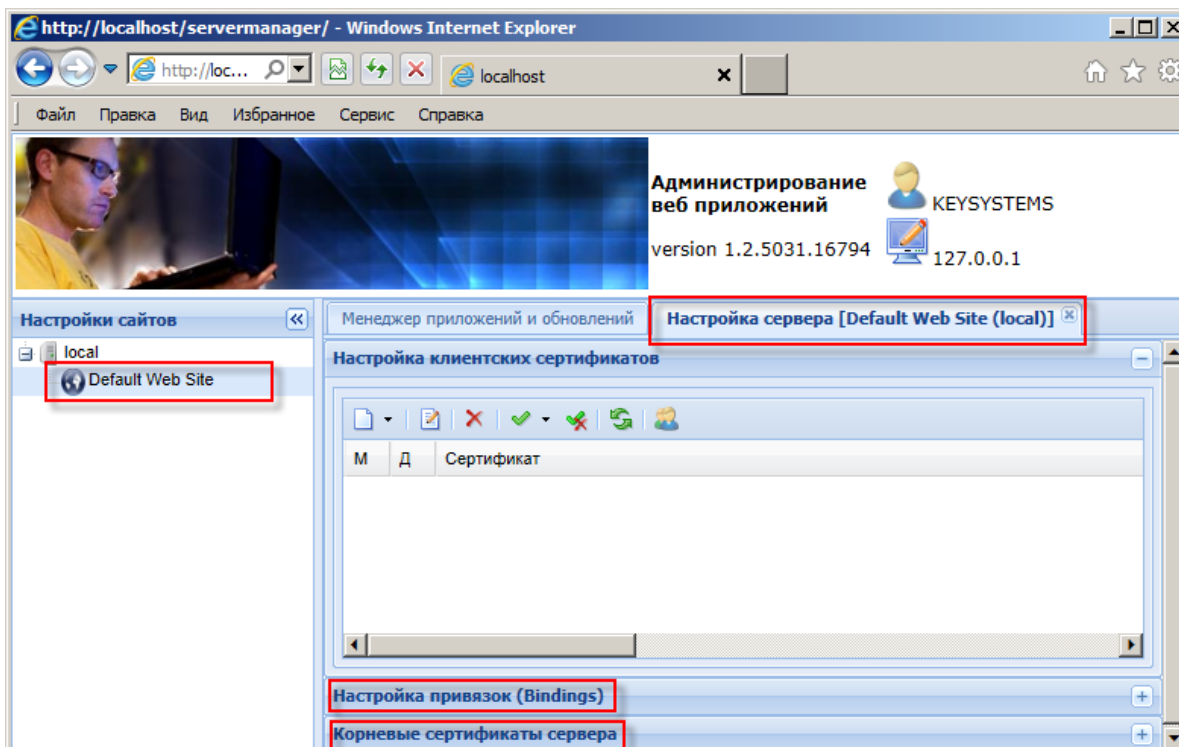 http://localhost/servermanager/ - Windows Internet Explorer
http://loc...
localhost
Файл Правка Вид Избранное Сервис Справка
Администрирование
веб приложений
KEYSYSTEMS
version 1.2.5031.16794
127.0.0.1
Настройки сайтов
Менеджер приложений и обновлений
Настройка сервера [Default Web Site (local)]
local
Default Web Site
Настройка клиентских сертификатов
М Д Сертификат
Настройка привязок (Bindings)
Корневые сертификаты сервера